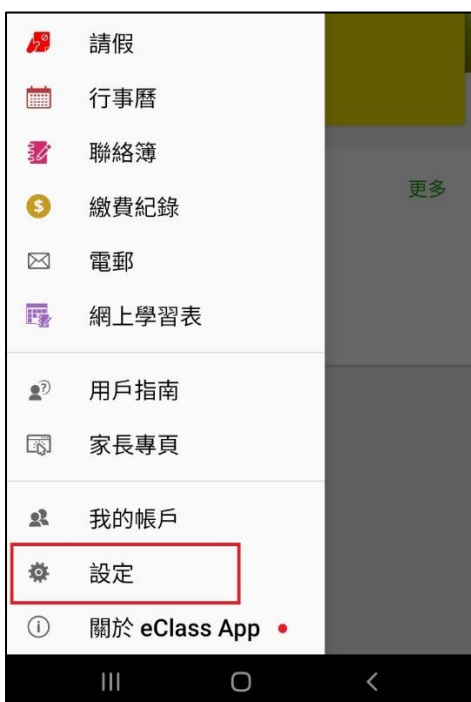 請假
行事曆
聯絡簿
更多
繳費紀錄
電郵
網上學習表
用戶指南
家長專頁
我的帳戶
設定
關於 eClass App